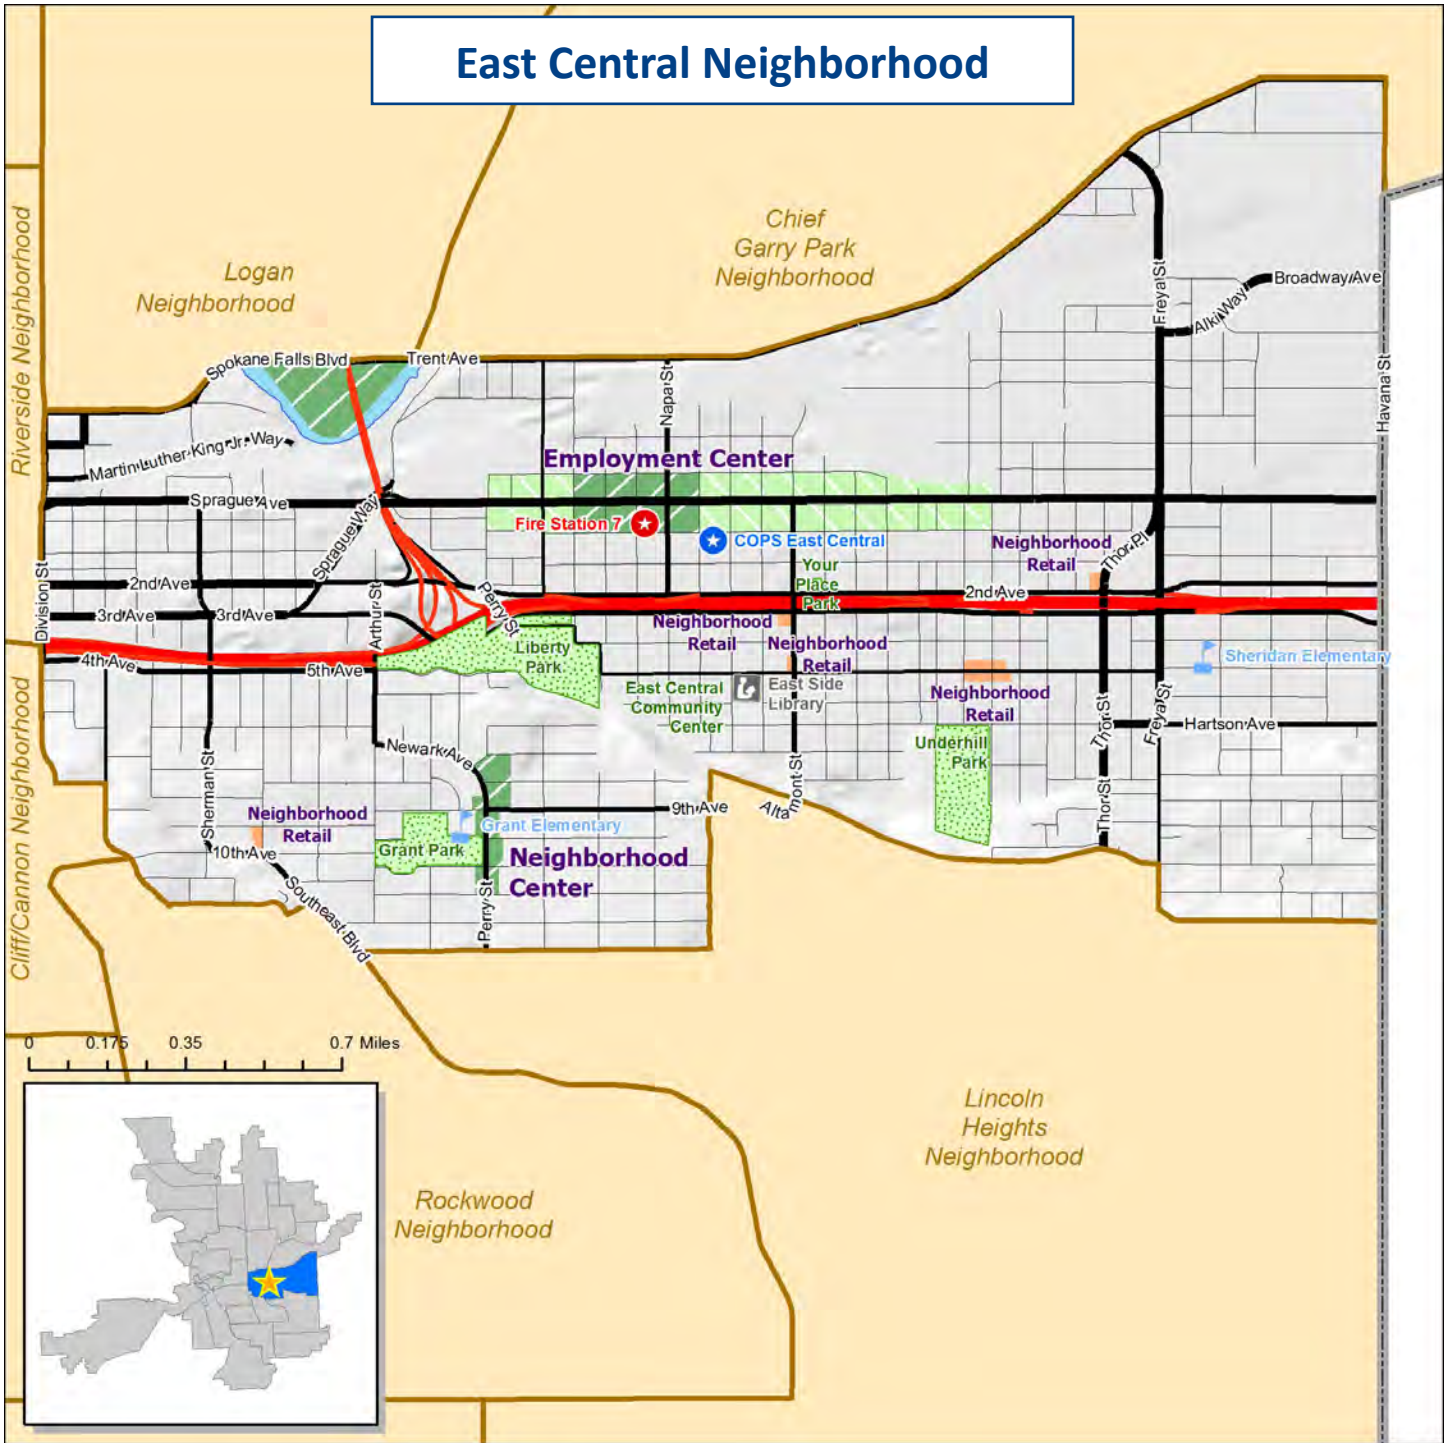 East Central Neighborhood
Chief
Garry Park
Neighborhood
Logan
Neighborhood
Riverside Neighborhood
Broadway Ave
Alki Way
Freya St
Havana St
Spokane Falls Blvd
Trent Ave
Napa St
Martin Luther King Jr. Way
Employment Center
Sprague Ave
Sprague Way
Fire Station 7
COPS East Central
Neighborhood
Retail
Thor Pl
Your
Place
Park
2nd Ave
2nd Ave
Division St
3rd Ave
3rd Ave
Arthur St
Perry St
Neighborhood
Retail
Neighborhood
Retail
Liberty
Park
Sheridan Elementary
4th Ave
5th Ave
East Central
Community
Center
East Side
Library
Neighborhood
Retail
Thor St
Freya St
Hartson Ave
Underhill
Park
Newark Ave
Cliff/Cannon Neighborhood
Sherman St
Altamont St
9th Ave
Thor St
Neighborhood
Retail
Grant Elementary
10th Ave
Grant Park
Neighborhood
Center
Southeast Blvd
Perry St
0 0.175 0.35 0.7 Miles
Lincoln
Heights
Neighborhood
Rockwood
Neighborhood